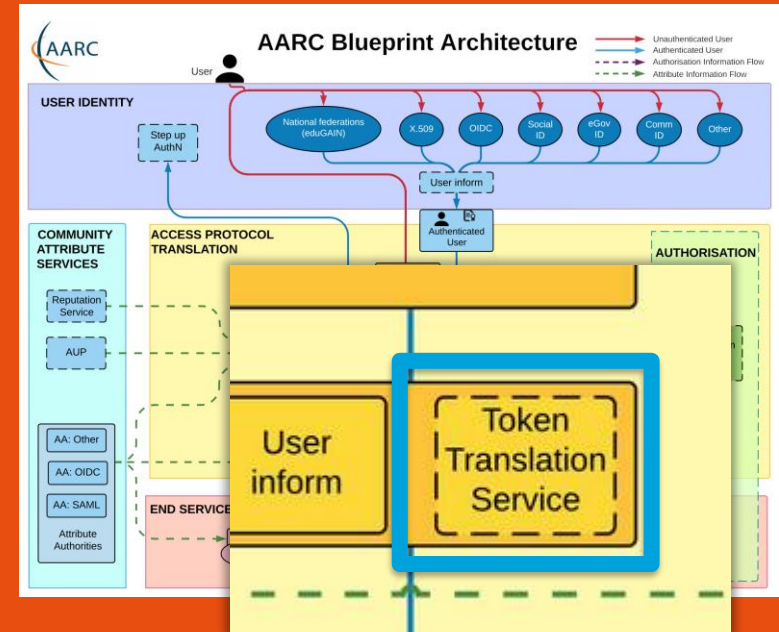 AARC
AARC Blueprint Architecture
Unauthenticated User
Authenticated User
Authorisation Information Flow
Attribute Information Flow
User
USER IDENTITY
Step up
AuthN
National federations
(eduGAIN)
X.509
OIDC
Social
ID
eGov
ID
Comm
ID
Other
User inform
Authenticated
User
COMMUNITY
ATTRIBUTE
SERVICES
ACCESS PROTOCOL
TRANSLATION
AUTHORISATION
Reputation
Service
AUP
AA: Other
AA: OIDC
AA: SAML
Attribute
Authorities
END SERVICE
User
inform
Token
Translation
Service